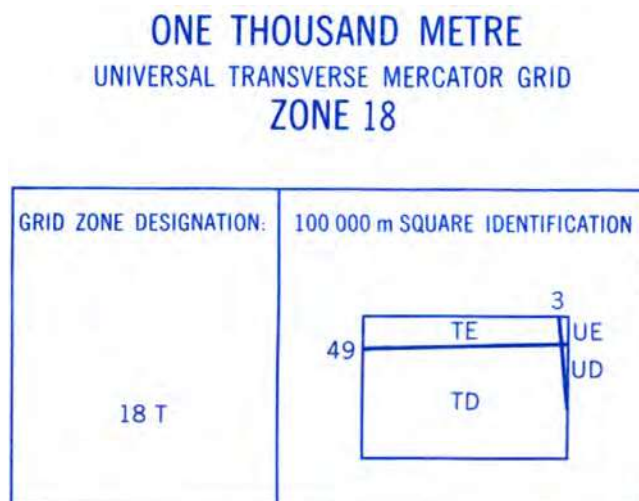 ONE THOUSAND METRE
UNIVERSAL TRANSVERSE MERCATOR GRID
ZONE 18
GRID ZONE DESIGNATION:
18 T
100 000 m SQUARE IDENTIFICATION
3
TE UE
49
UD
TD